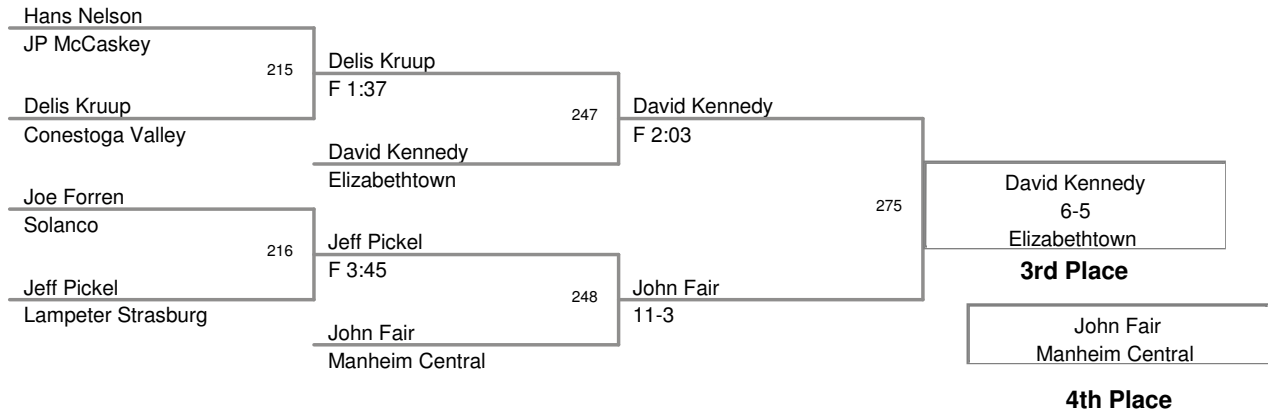 Hans Nelson
JP McCaskey
215
Delis Kruup
F 1:37
Delis Kruup
Conestoga Valley
247
David Kennedy
F 2:03
David Kennedy
Elizabethtown
Joe Forren
Solanco
216
Jeff Pickel
F 3:45
Jeff Pickel
Lampeter Strasburg
248
John Fair
11-3
John Fair
Manheim Central
275
David Kennedy
6-5
Elizabethtown
3rd Place
John Fair
Manheim Central
4th Place